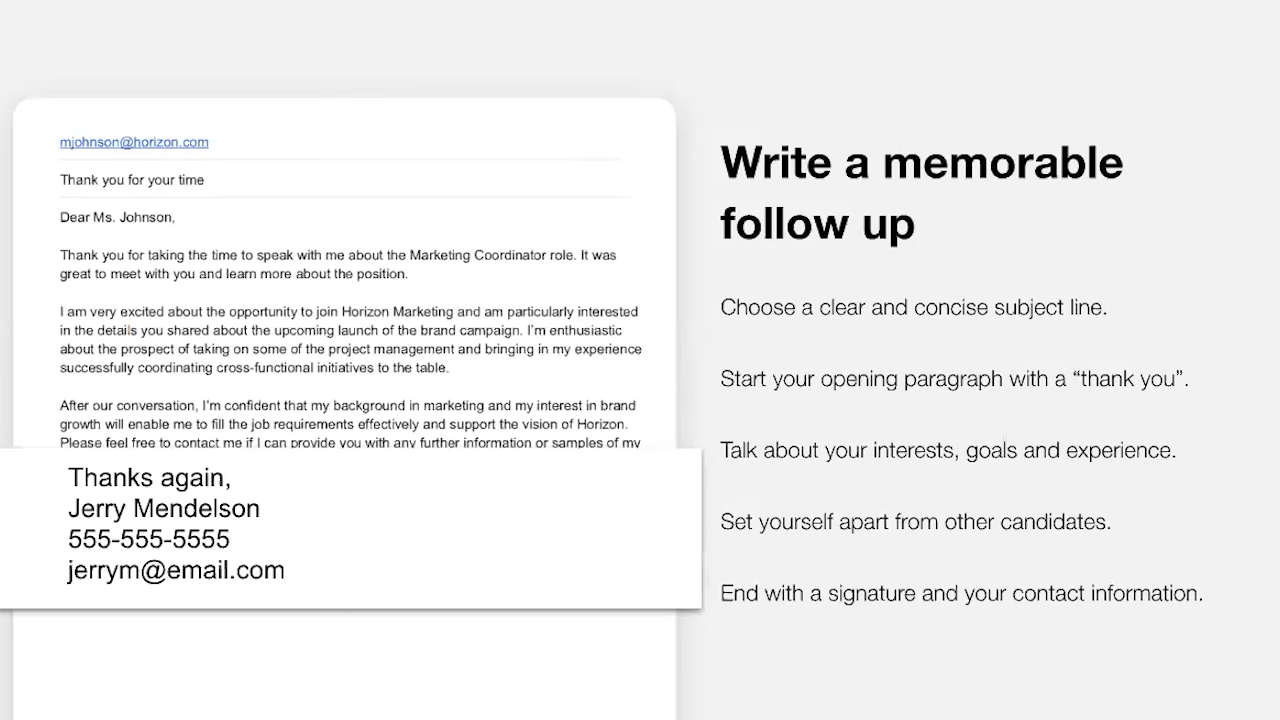 mjohnson@horizon.com
Thank you for your time
Dear Ms. Johnson,
Thank you for taking the time to speak with me about the Marketing Coordinator role. It was
great to meet with you and learn more about the position.
I am very excited about the opportunity to join Horizon Marketing and am particularly interested
in the details you shared about the upcoming launch of the brand campaign. I'm enthusiastic
about the prospect of taking on some of the project management and bringing in my experience
successfully coordinating cross-functional initiatives to the table.
After our conversation, I'm confident that my background in marketing and my interest in brand
growth will enable me to fill the job requirements effectively and support the vision of Horizon.
Please feel free to contact me if I can provide you with any further information or samples of my
Thanks again,
Jerry Mendelson
555-555-5555
jerrym@email.com
Write a memorable
follow up
Choose a clear and concise subject line.
Start your opening paragraph with a “thank you”.
Talk about your interests, goals and experience.
Set yourself apart from other candidates.
End with a signature and your contact information.